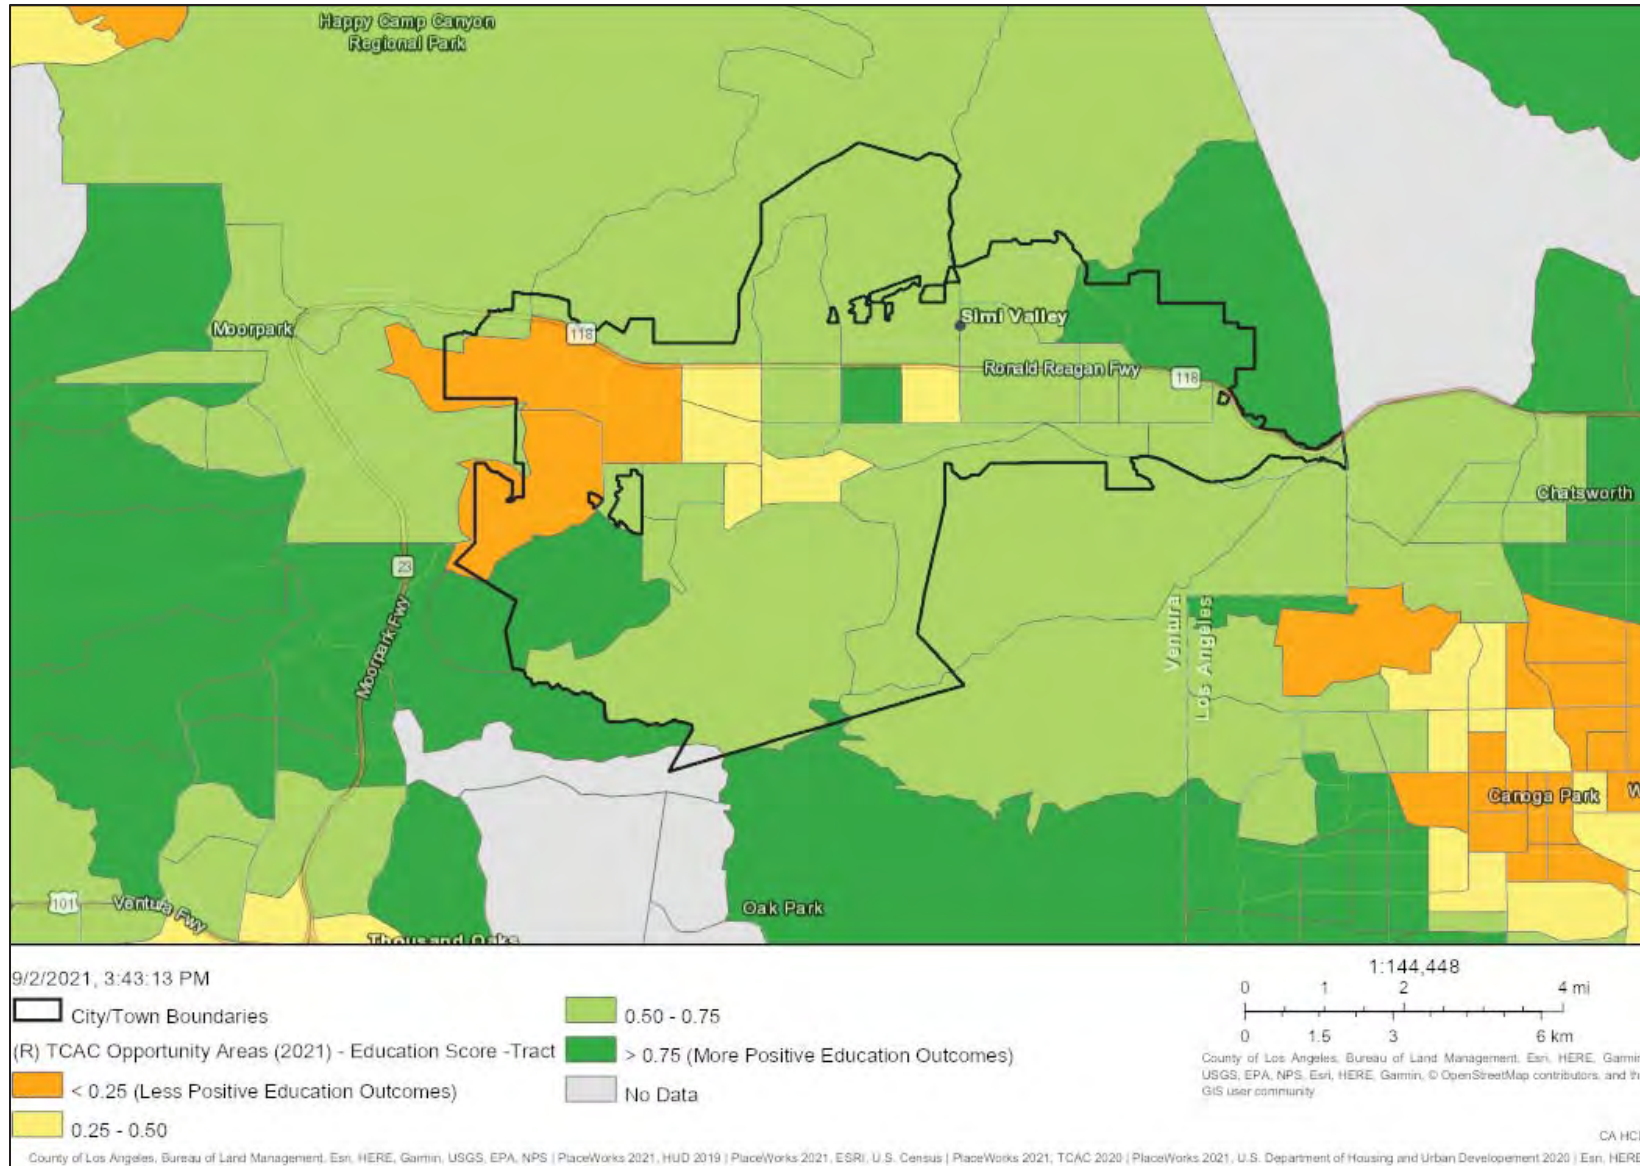 Happy Camp Canyon
Regional Park
Moorpark
118
Simi Valley
Ronald Reagan Fwy
118
Chatsworth
23
Moorpark Fwy
Ventura
Los Angeles
Canoga Park
W
101
Ventura Fwy
Oak Park
Thousand Oaks
9/2/2021, 3:43:13 PM
City/Town Boundaries
(R) TCAC Opportunity Areas (2021) - Education Score -Tract
< 0.25 (Less Positive Education Outcomes)
0.25 - 0.50
0.50 - 0.75
> 0.75 (More Positive Education Outcomes)
No Data
1:144,448
0 1 2 4 mi
0 1.5 3 6 km
County of Los Angeles, Bureau of Land Management, Esri, HERE, Garmin,
USGS, EPA, NPS, Esri, HERE, Garmin, © OpenStreetMap contributors, and the
GIS user community
CA HCD
County of Los Angeles, Bureau of Land Management, Esri, HERE, Garmin, USGS, EPA, NPS | PlaceWorks 2021, HUD 2019 | PlaceWorks 2021, ESRI, U.S. Census | PlaceWorks 2021, TCAC 2020 | PlaceWorks 2021, U.S. Department of Housing and Urban Developement 2020 | Esri, HERE